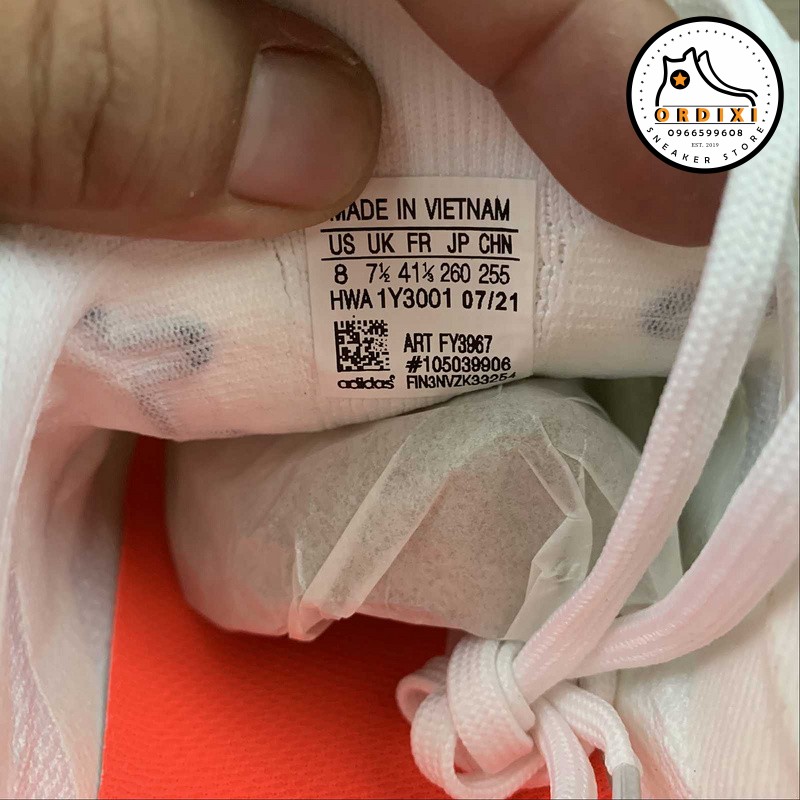 ORDIXI
0966599608
EST. 2019
SNEAKER STORE
MADE IN VIETNAM
US UK FR JP CHN
8 7½ 41⅓ 260 255
HWA 1Y3001 07/21
ART FY3967
#105039906
adidas FIN3NVZK33254